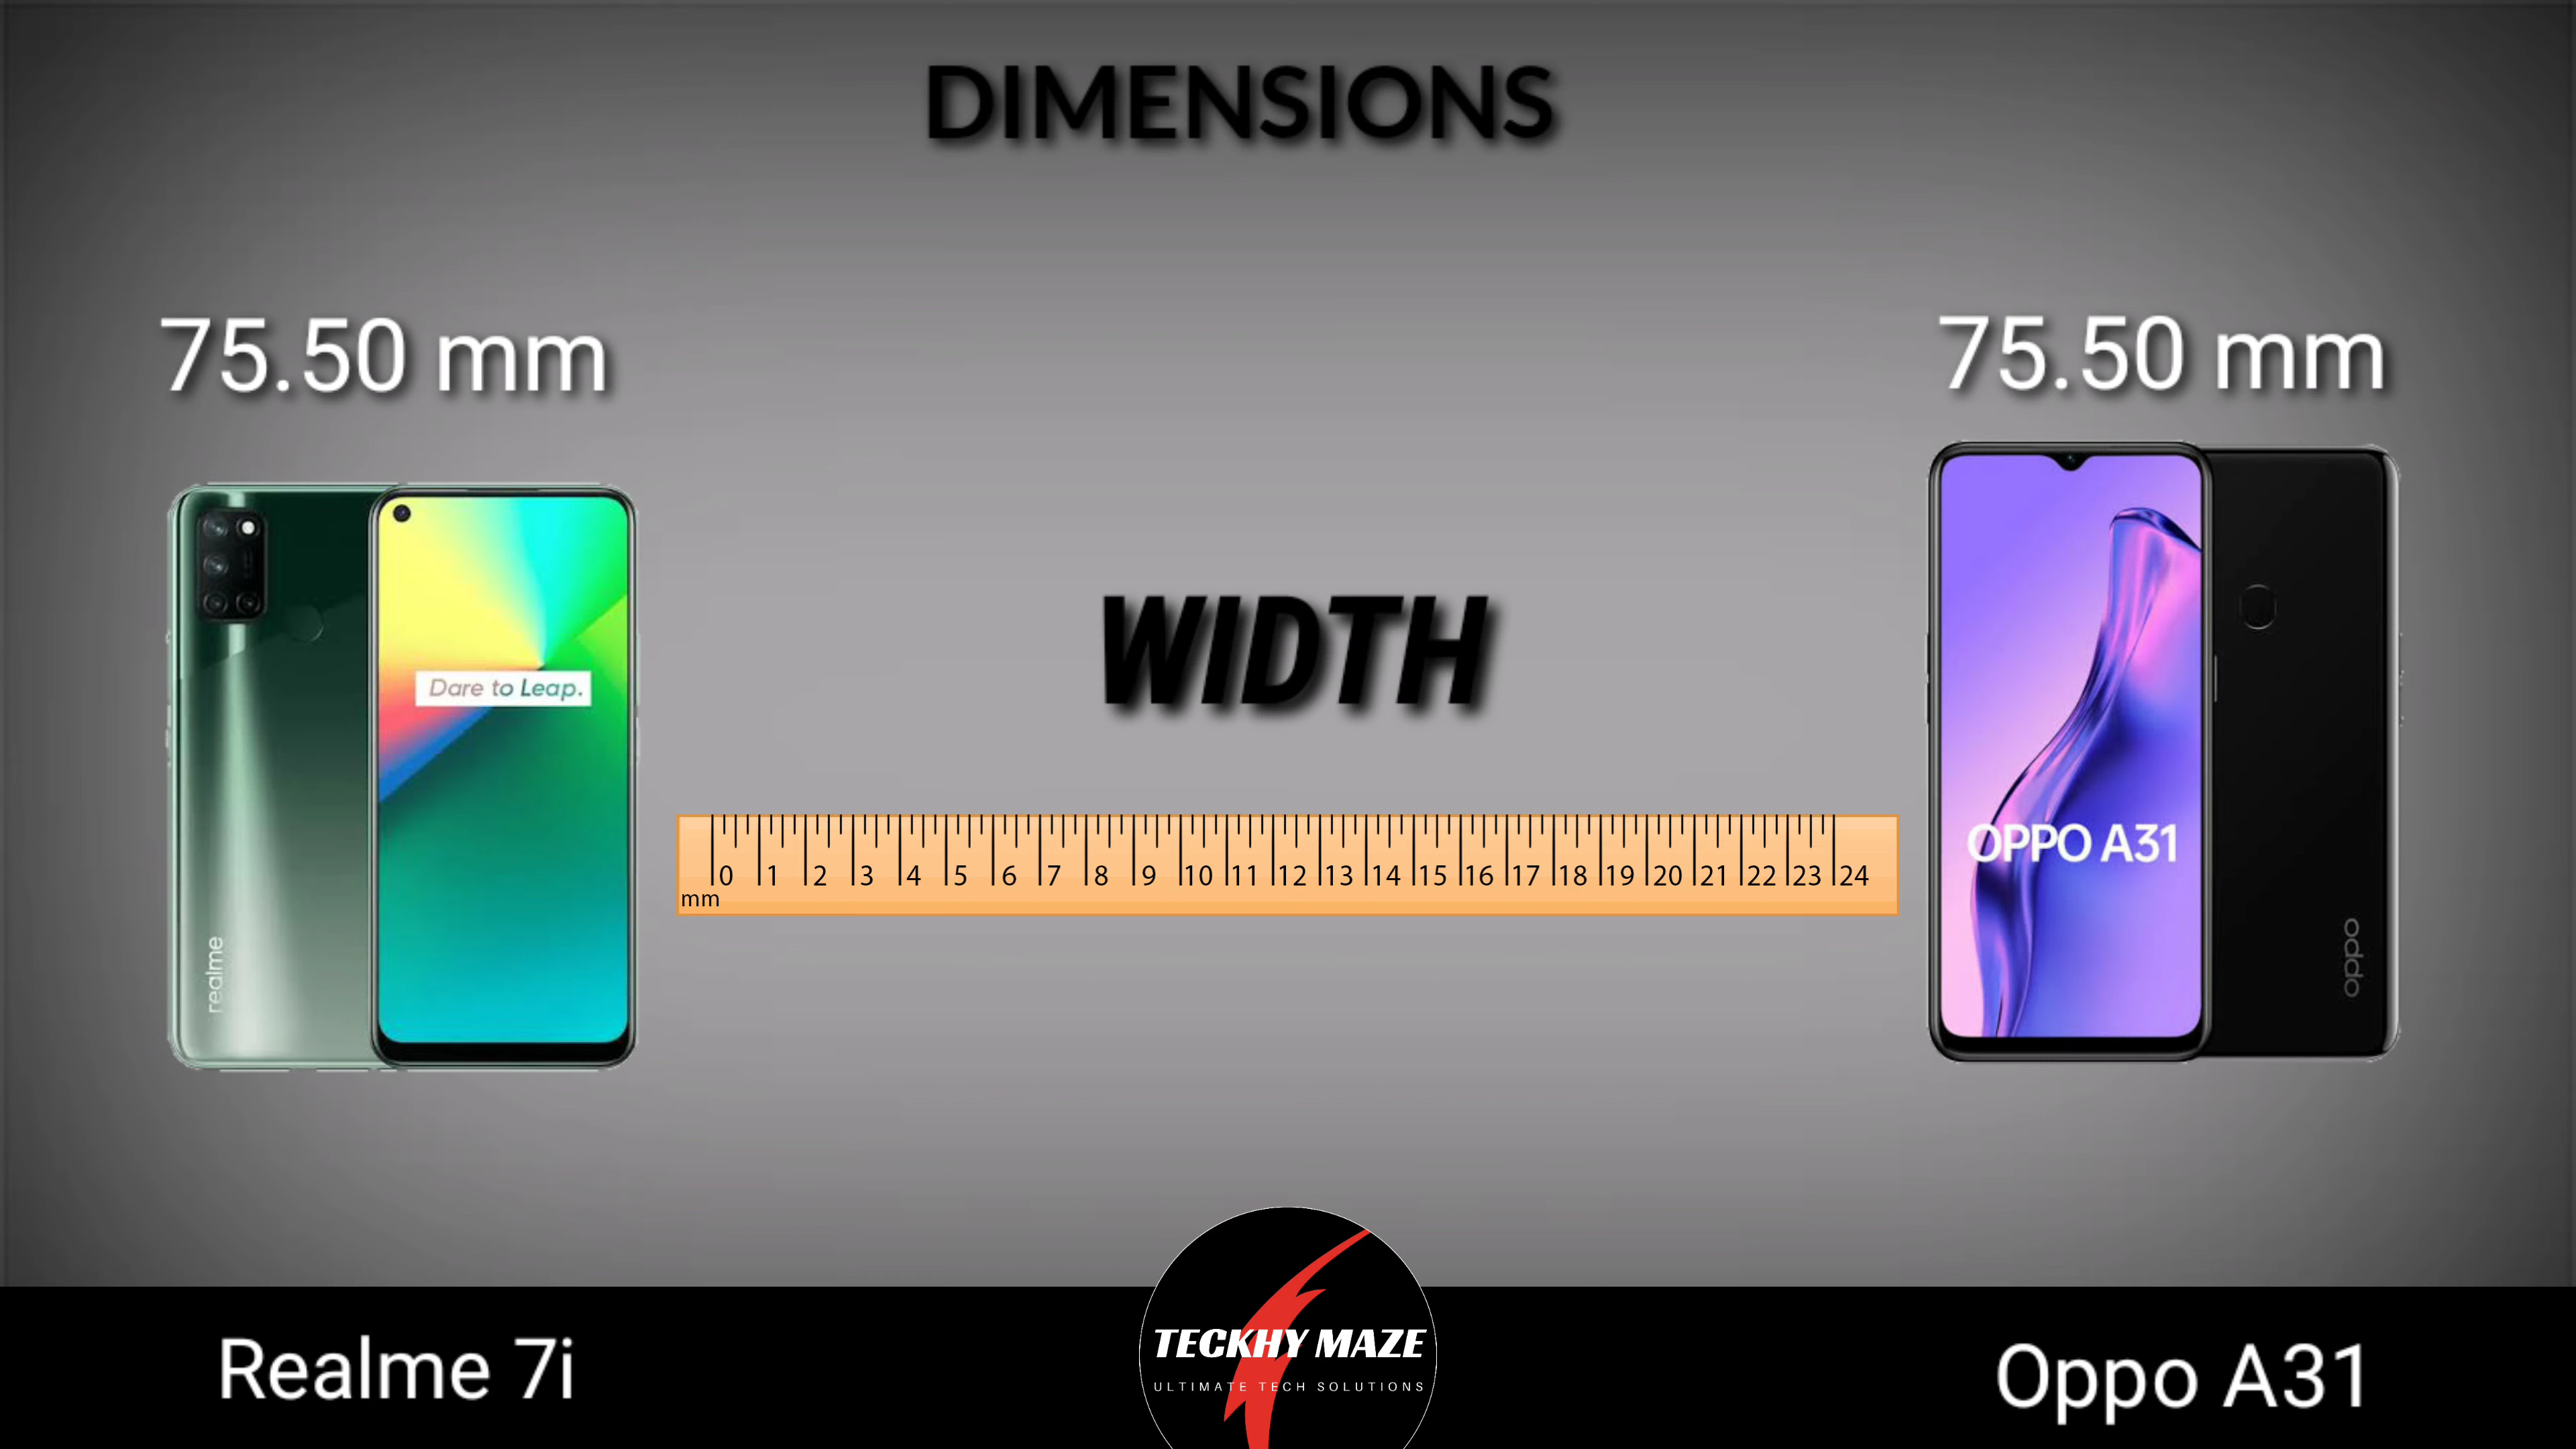 DIMENSIONS
75.50 mm
75.50 mm
Dare to Leap.
realme
WIDTH
0 1 2 3 4 5 6 7 8 9 10 11 12 13 14 15 16 17 18 19 20 21 22 23 24
mm
OPPO A31
oppo
Realme 7i
TECKHY MAZE
ULTIMATE TECH SOLUTIONS
Oppo A31